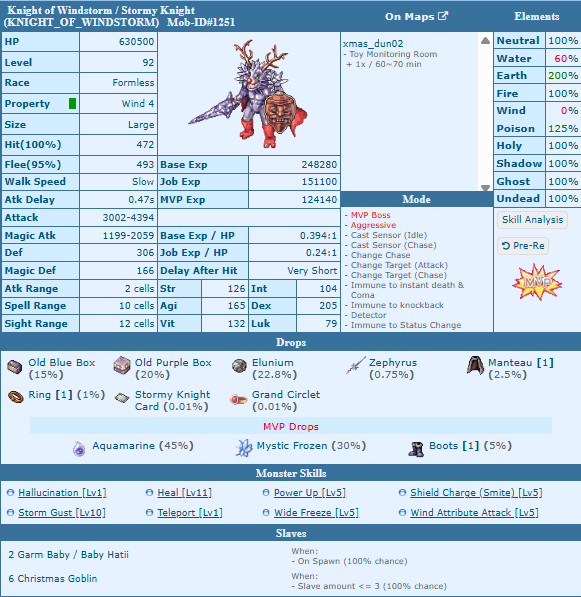 Knight of Windstorm / Stormy Knight
(KNIGHT_OF_WINDSTORM) Mob-ID#1251
On Maps
Elements
HP 630500
Level 92
Race Formless
Property Wind 4
Size Large
Hit(100%) 472
Flee(95%) 493
Walk Speed Slow
Atk Delay 0.47s
Attack 3002-4394
Magic Atk 1199-2059
Def 306
Magic Def 166
Atk Range 2 cells
Spell Range 10 cells
Sight Range 12 cells
Base Exp 248280
Job Exp 151100
MVP Exp 124140
Base Exp / HP 0.394:1
Job Exp / HP 0.24:1
Delay After Hit Very Short
Str 126 Int 104
Agi 165 Dex 205
Vit 132 Luk 79
xmas_dun02
- Toy Monitoring Room
+ 1x / 60~70 min
Mode
- MVP Boss
- Aggressive
- Cast Sensor (Idle)
- Cast Sensor (Chase)
- Change Chase
- Change Target (Attack)
- Change Target (Chase)
- Immune to instant death &
Coma
- Immune to knockback
- Detector
- Immune to Status Change
Neutral 100%
Water 60%
Earth 200%
Fire 100%
Wind 0%
Poison 125%
Holy 100%
Shadow 100%
Ghost 100%
Undead 100%
Skill Analysis
Pre-Re
MVP
Drops
Old Blue Box
(15%)
Old Purple Box
(20%)
Elunium
(22.8%)
Zephyrus
(0.75%)
Manteau [1]
(2.5%)
Ring [1] (1%)
Stormy Knight
Card (0.01%)
Grand Circlet
(0.01%)
MVP Drops
Aquamarine (45%)
Mystic Frozen (30%)
Boots [1] (5%)
Monster Skills
Hallucination [Lv1]
Heal [Lv11]
Power Up [Lv5]
Shield Charge (Smite) [Lv5]
Storm Gust [Lv10]
Teleport [Lv1]
Wide Freeze [Lv5]
Wind Attribute Attack [Lv5]
Slaves
2 Garm Baby / Baby Hatii
When:
- On Spawn (100% chance)
6 Christmas Goblin
When:
- Slave amount <= 3 (100% chance)